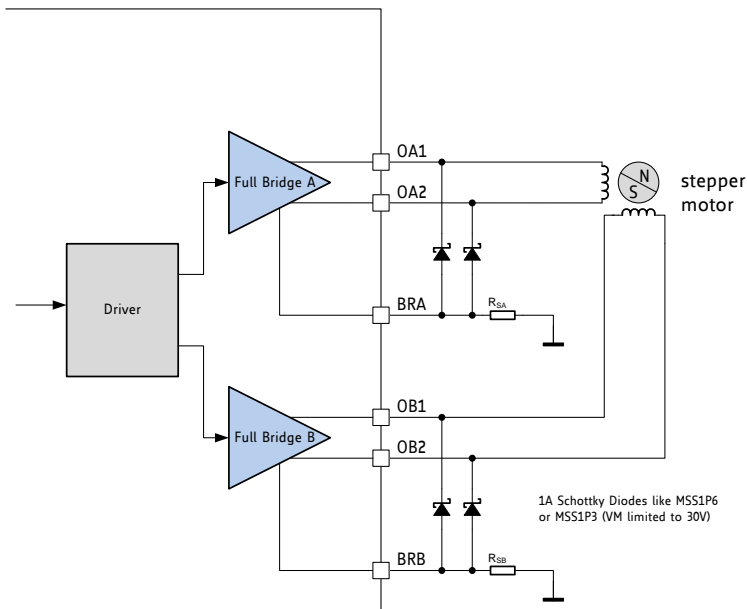 Full Bridge A
OA1
OA2
N
S
stepper
motor
Driver
BRA
RSA
Full Bridge B
OB1
OB2
1A Schottky Diodes like MSS1P6
or MSS1P3 (VM limited to 30V)
BRB
RSB